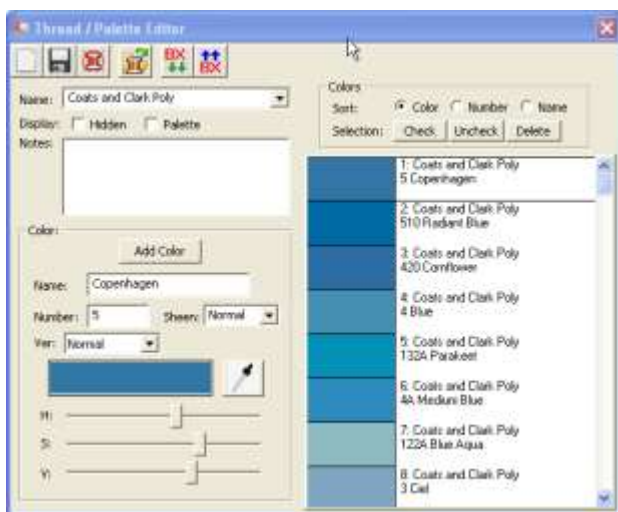 Thread / Palette Editor
BX
BX
Name: Coats and Clark Poly
Display: Hidden Palette
Notes:
Color:
Add Color
Name: Copenhagen
Number: 5 Sheen: Normal
Ver: Normal
H:
S:
V:
Colors
Sort: Color Number Name
Selection: Check Uncheck Delete
1: Coats and Clark Poly
5 Copenhagen
2: Coats and Clark Poly
510 Radiant Blue
3: Coats and Clark Poly
420 Cornflower
4: Coats and Clark Poly
4 Blue
5: Coats and Clark Poly
132A Parakeet
6: Coats and Clark Poly
4A Medium Blue
7: Coats and Clark Poly
122A Blue Aqua
8: Coats and Clark Poly
3 Ciel